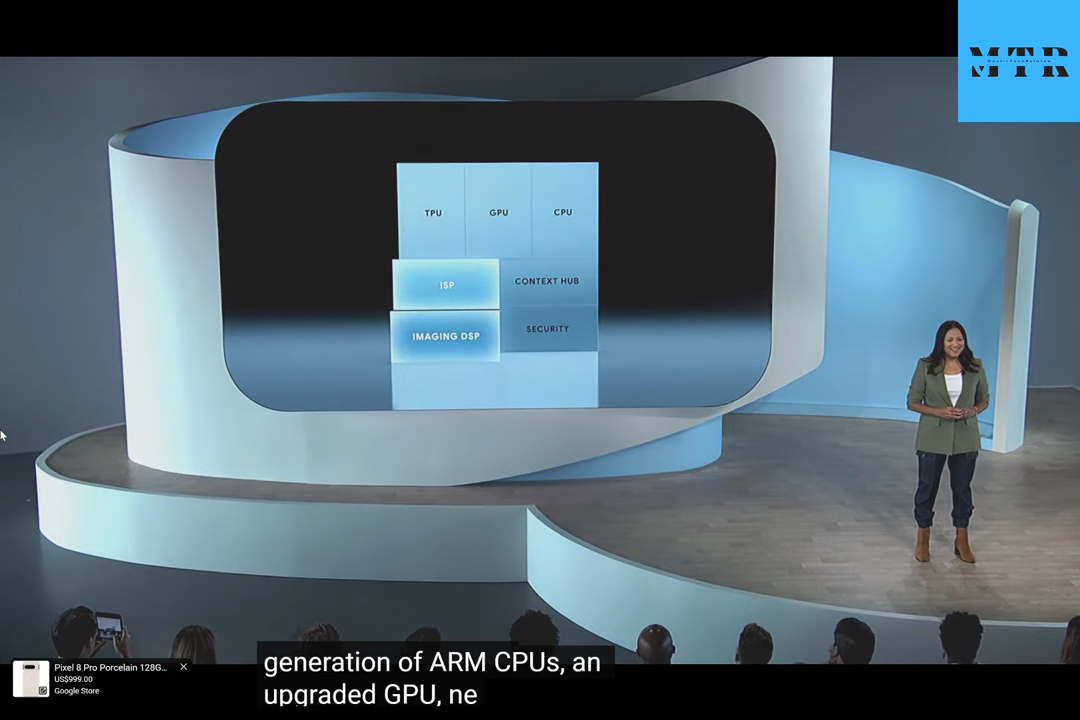 MTR
TPU GPU CPU
ISP CONTEXT HUB
IMAGING DSP SECURITY
Pixel 8 Pro Porcelain 128G...
US$999.00
Google Store
generation of ARM CPUs, an
upgraded GPU, ne